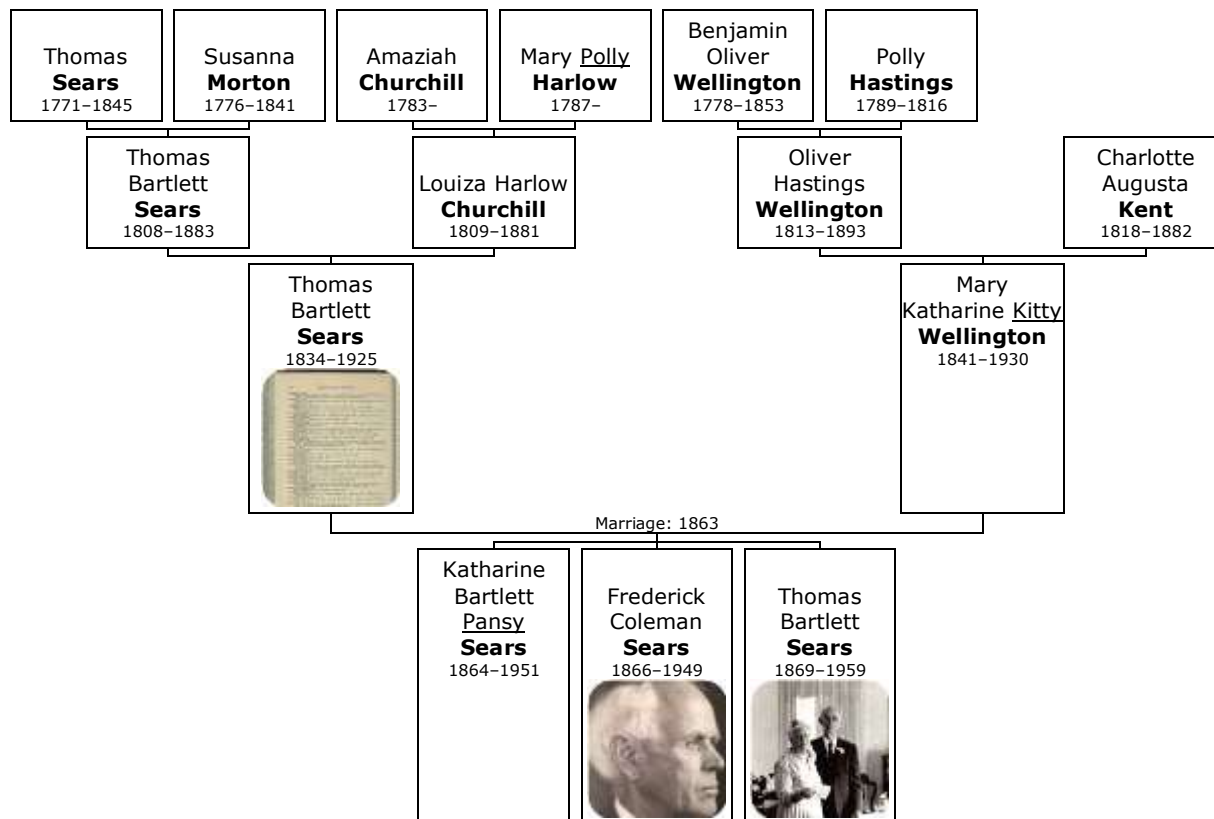 Thomas
Sears
1771–1845
Susanna
Morton
1776–1841
Amaziah
Churchill
1783–
Mary Polly
Harlow
1787–
Benjamin
Oliver
Wellington
1778–1853
Polly
Hastings
1789–1816
Thomas
Bartlett
Sears
1808–1883
Louiza Harlow
Churchill
1809–1881
Oliver
Hastings
Wellington
1813–1893
Charlotte
Augusta
Kent
1818–1882
Thomas
Bartlett
Sears
1834–1925
Mary
Katharine Kitty
Wellington
1841–1930
Marriage: 1863
Katharine
Bartlett
Pansy
Sears
1864–1951
Frederick
Coleman
Sears
1866–1949
Thomas
Bartlett
Sears
1869–1959